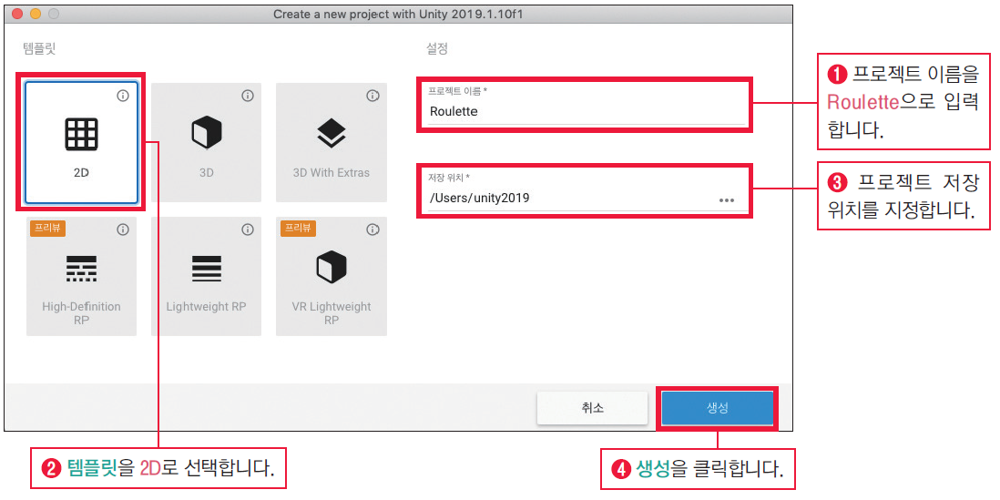 Create a new project with Unity 2019.1.10f1
템플릿
설정
2D
3D
3D With Extras
프리뷰
High-Definition
RP
Lightweight RP
프리뷰
VR Lightweight
RP
프로젝트 이름 *
Roulette
저장 위치 *
/Users/unity2019
취소
생성
❶ 프로젝트 이름을
Roulette으로 입력
합니다.
❸ 프로젝트 저장
위치를 지정합니다.
❷ 템플릿을 2D로 선택합니다.
❹ 생성을 클릭합니다.